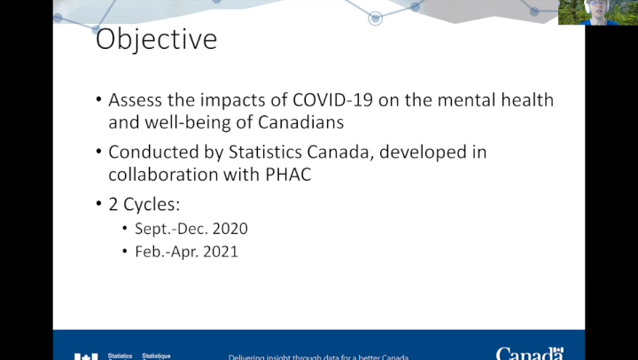 Objective
• Assess the impacts of COVID-19 on the mental health
and well-being of Canadians
• Conducted by Statistics Canada, developed in
collaboration with PHAC
• 2 Cycles:
• Sept.-Dec. 2020
• Feb.-Apr. 2021
Statistics Statistique
Delivering insight through data for a better Canada
Canada